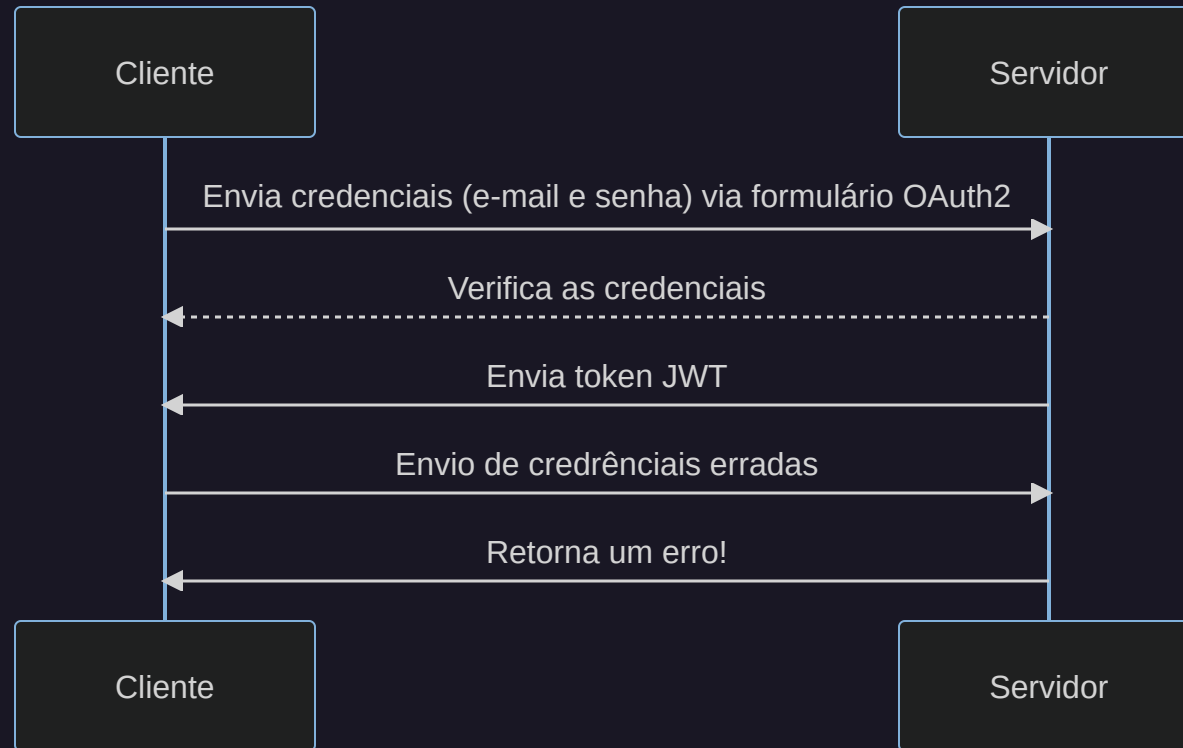 Cliente
Servidor
Envia credenciais (e-mail e senha) via formulário OAuth2
Verifica as credenciais
Envia token JWT
Envio de credrênciais erradas
Retorna um erro!
Cliente
Servidor